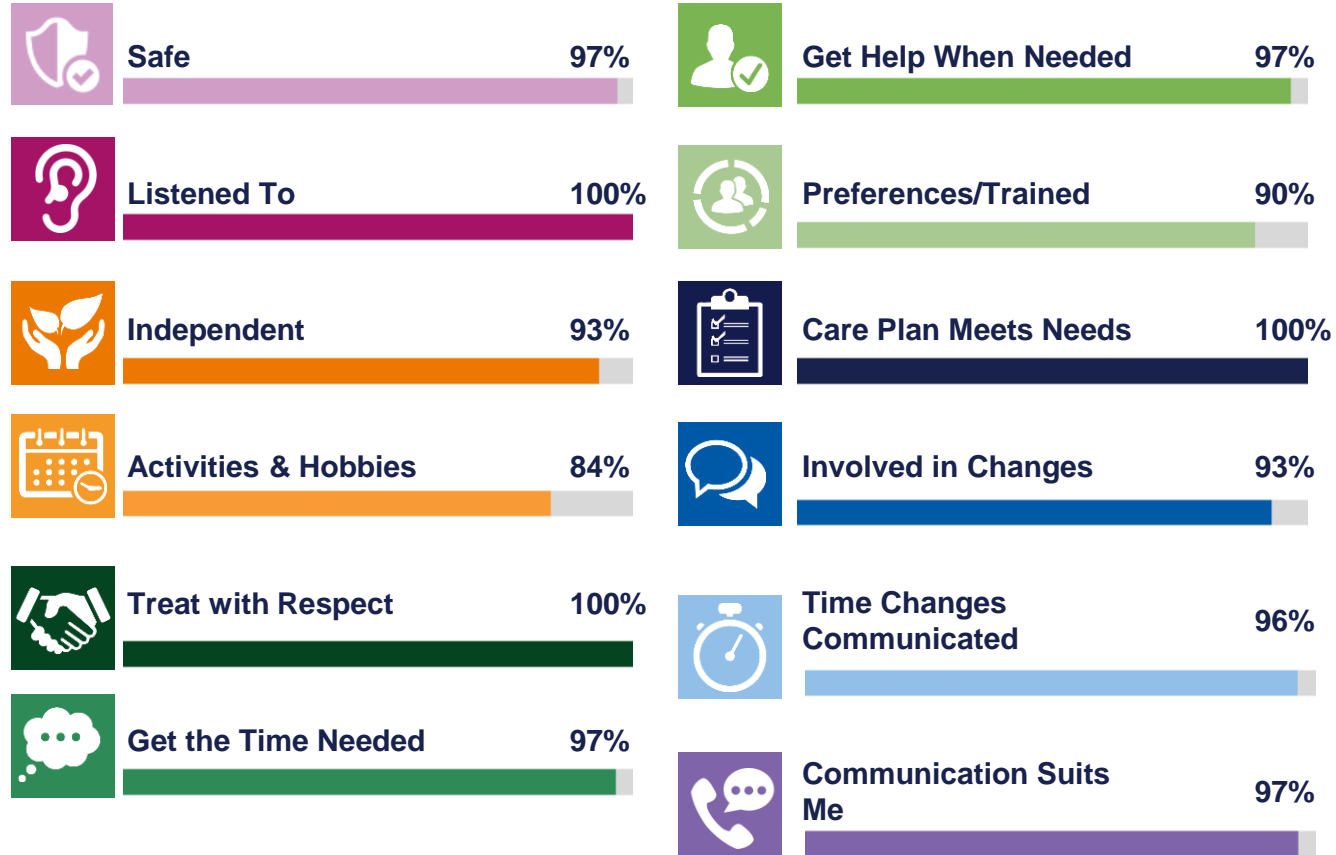 Safe 97%
Listened To 100%
Independent 93%
Activities & Hobbies 84%
Treat with Respect 100%
Get the Time Needed 97%
Get Help When Needed 97%
Preferences/Trained 90%
Care Plan Meets Needs 100%
Involved in Changes 93%
Time Changes
Communicated 96%
Communication Suits
Me 97%